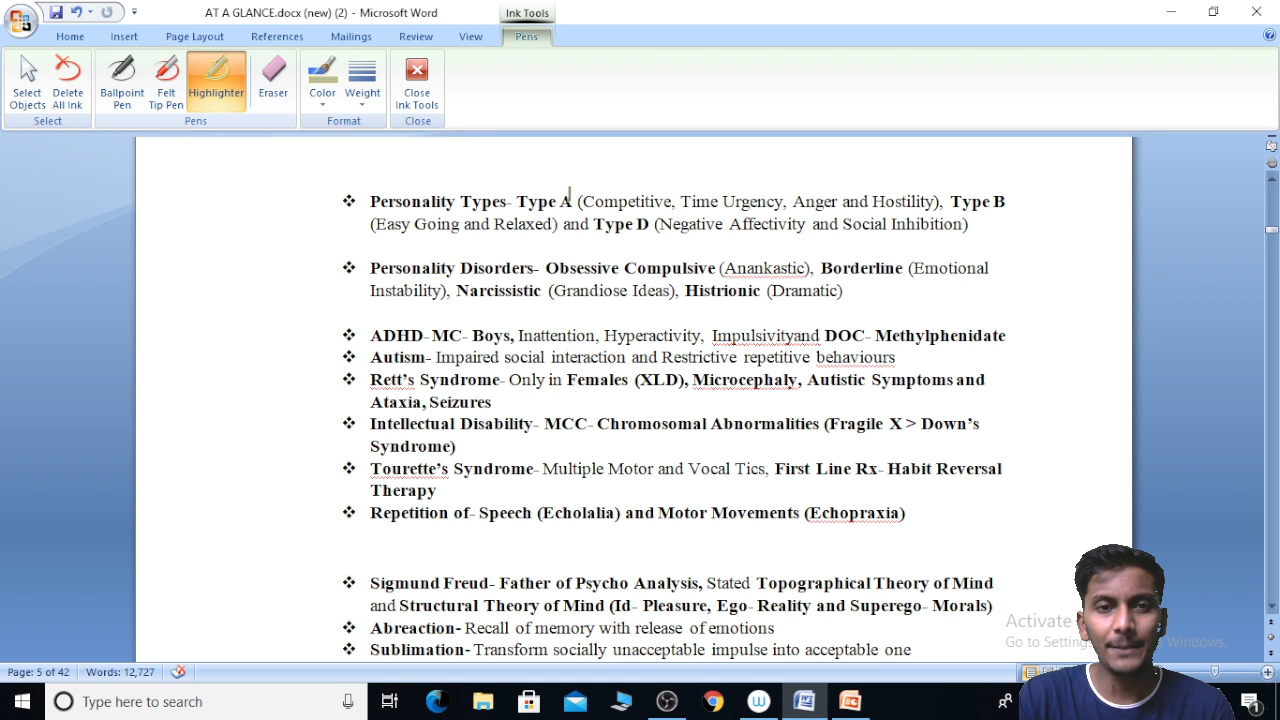 AT A GLANCE.docx (new) (2) - Microsoft Word
Ink Tools
Home Insert Page Layout References Mailings Review View Pens
Select Objects
Delete All Ink
Ballpoint Pen
Felt Tip Pen
Highlighter
Eraser
Color
Weight
Close Ink Tools
Select Pens Format Close
❖ Personality Types- Type A (Competitive, Time Urgency, Anger and Hostility), Type B
(Easy Going and Relaxed) and Type D (Negative Affectivity and Social Inhibition)
❖ Personality Disorders- Obsessive Compulsive (Anankastic), Borderline (Emotional
Instability), Narcissistic (Grandiose Ideas), Histrionic (Dramatic)
❖ ADHD- MC- Boys, Inattention, Hyperactivity, Impulsivityand DOC- Methylphenidate
❖ Autism- Impaired social interaction and Restrictive repetitive behaviours
❖ Rett's Syndrome- Only in Females (XLD), Microcephaly, Autistic Symptoms and
Ataxia, Seizures
❖ Intellectual Disability- MCC- Chromosomal Abnormalities (Fragile X > Down's
Syndrome)
❖ Tourette's Syndrome- Multiple Motor and Vocal Tics, First Line Rx- Habit Reversal
Therapy
❖ Repetition of- Speech (Echolalia) and Motor Movements (Echopraxia)
❖ Sigmund Freud- Father of Psycho Analysis, Stated Topographical Theory of Mind
and Structural Theory of Mind (Id- Pleasure, Ego- Reality and Superego- Morals)
❖ Abreaction- Recall of memory with release of emotions
❖ Sublimation- Transform socially unacceptable impulse into acceptable one
Activate
Go to Settings Windows.
Page: 5 of 42 Words: 12,727
Type here to search
1